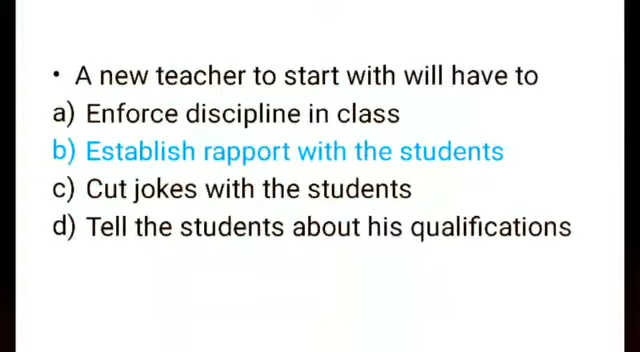 • A new teacher to start with will have to
a) Enforce discipline in class
b) Establish rapport with the students
c) Cut jokes with the students
d) Tell the students about his qualifications